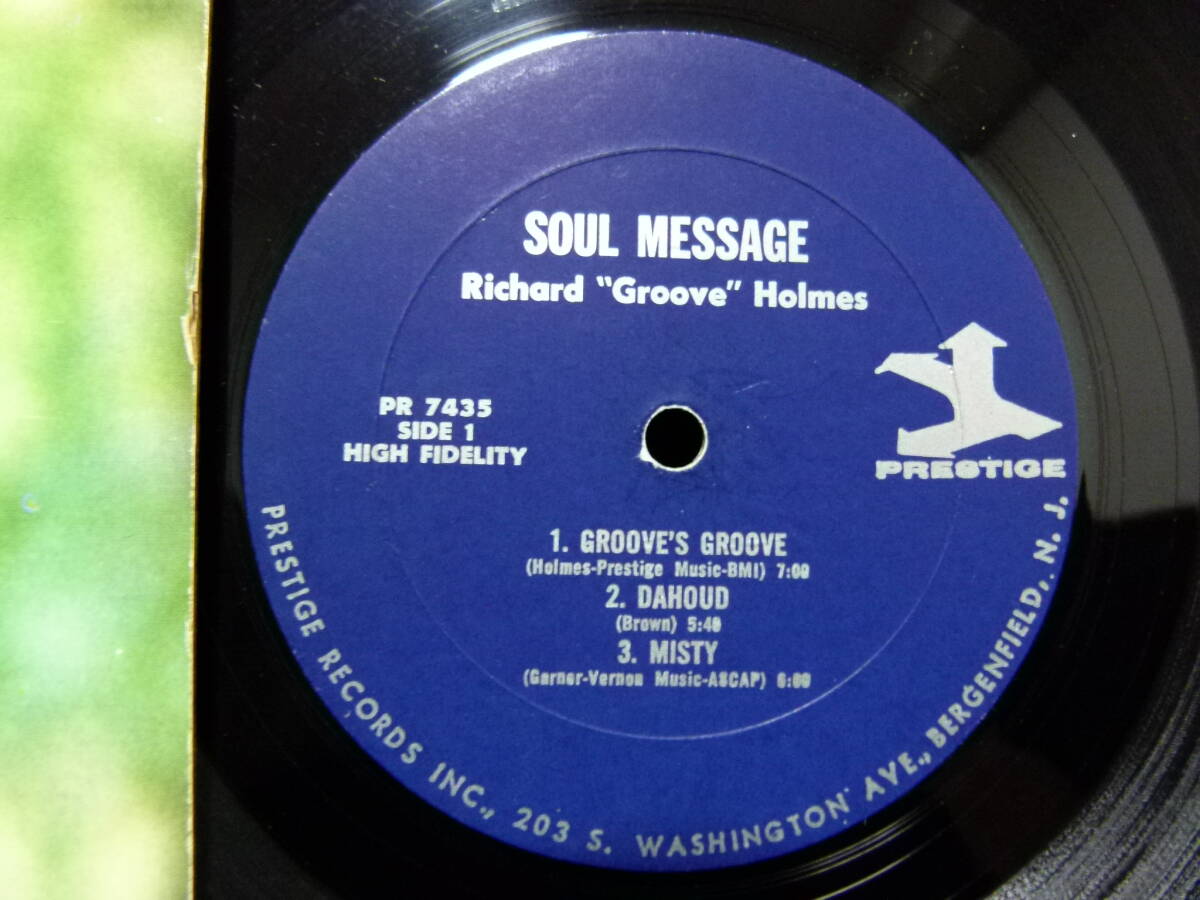 SOUL MESSAGE
Richard "Groove" Holmes
PR 7435
SIDE 1
HIGH FIDELITY
PRESTIGE
1. GROOVE'S GROOVE
(Holmes-Prestige Music-BMI) 7:00
2. DAHOUD
(Brown) 5:40
3. MISTY
(Garner-Vernon Music-ASCAP)
PRESTIGE RECORDS INC., 203 S. WASHINGTON AVE., BERGENFIELD, N. J.